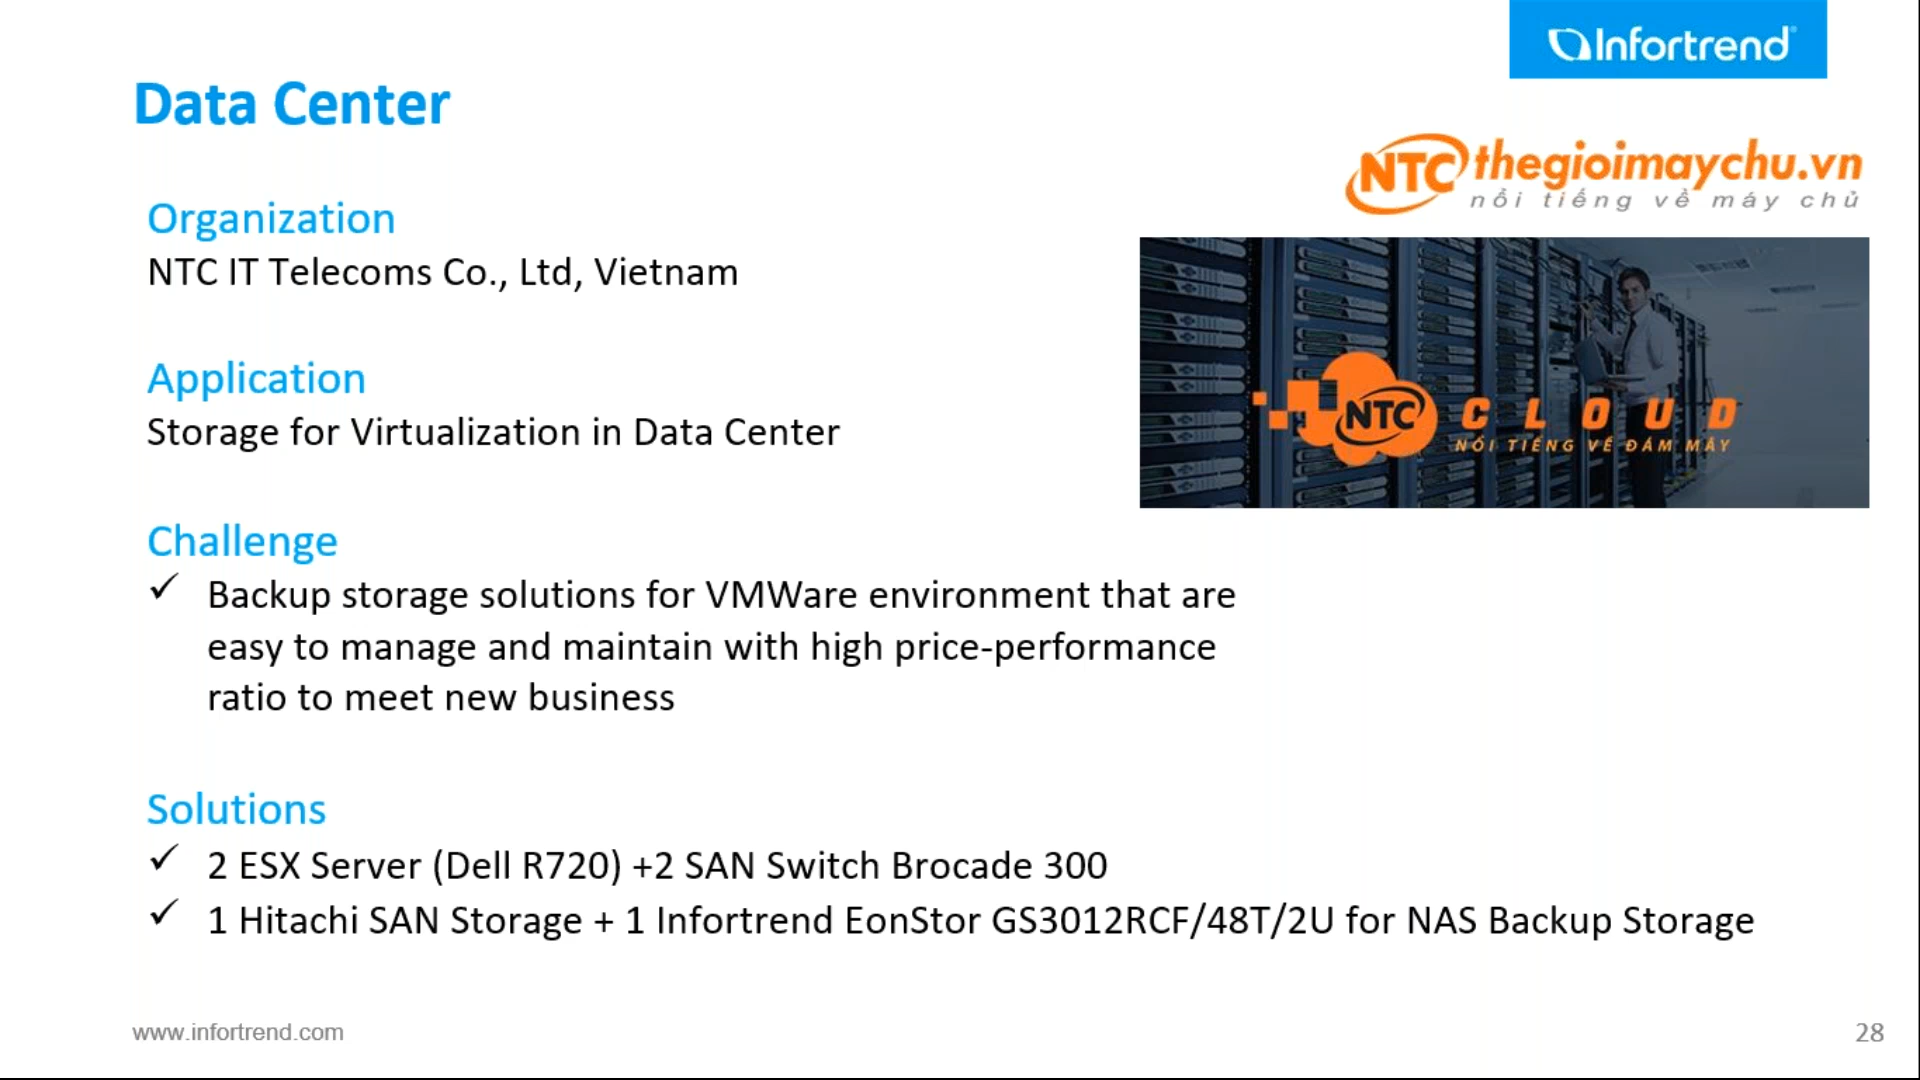 Infortrend
Data Center
NTC thegioimaychu.vn
nổi tiếng về máy chủ
Organization
NTC IT Telecoms Co., Ltd, Vietnam
Application
Storage for Virtualization in Data Center
NTC CLOUD
NỔI TIẾNG VỀ ĐÁM MÂY
Challenge
✓ Backup storage solutions for VMWare environment that are
easy to manage and maintain with high price-performance
ratio to meet new business
Solutions
✓ 2 ESX Server (Dell R720) +2 SAN Switch Brocade 300
✓ 1 Hitachi SAN Storage + 1 Infortrend EonStor GS3012RCF/48T/2U for NAS Backup Storage
www.infortrend.com
28